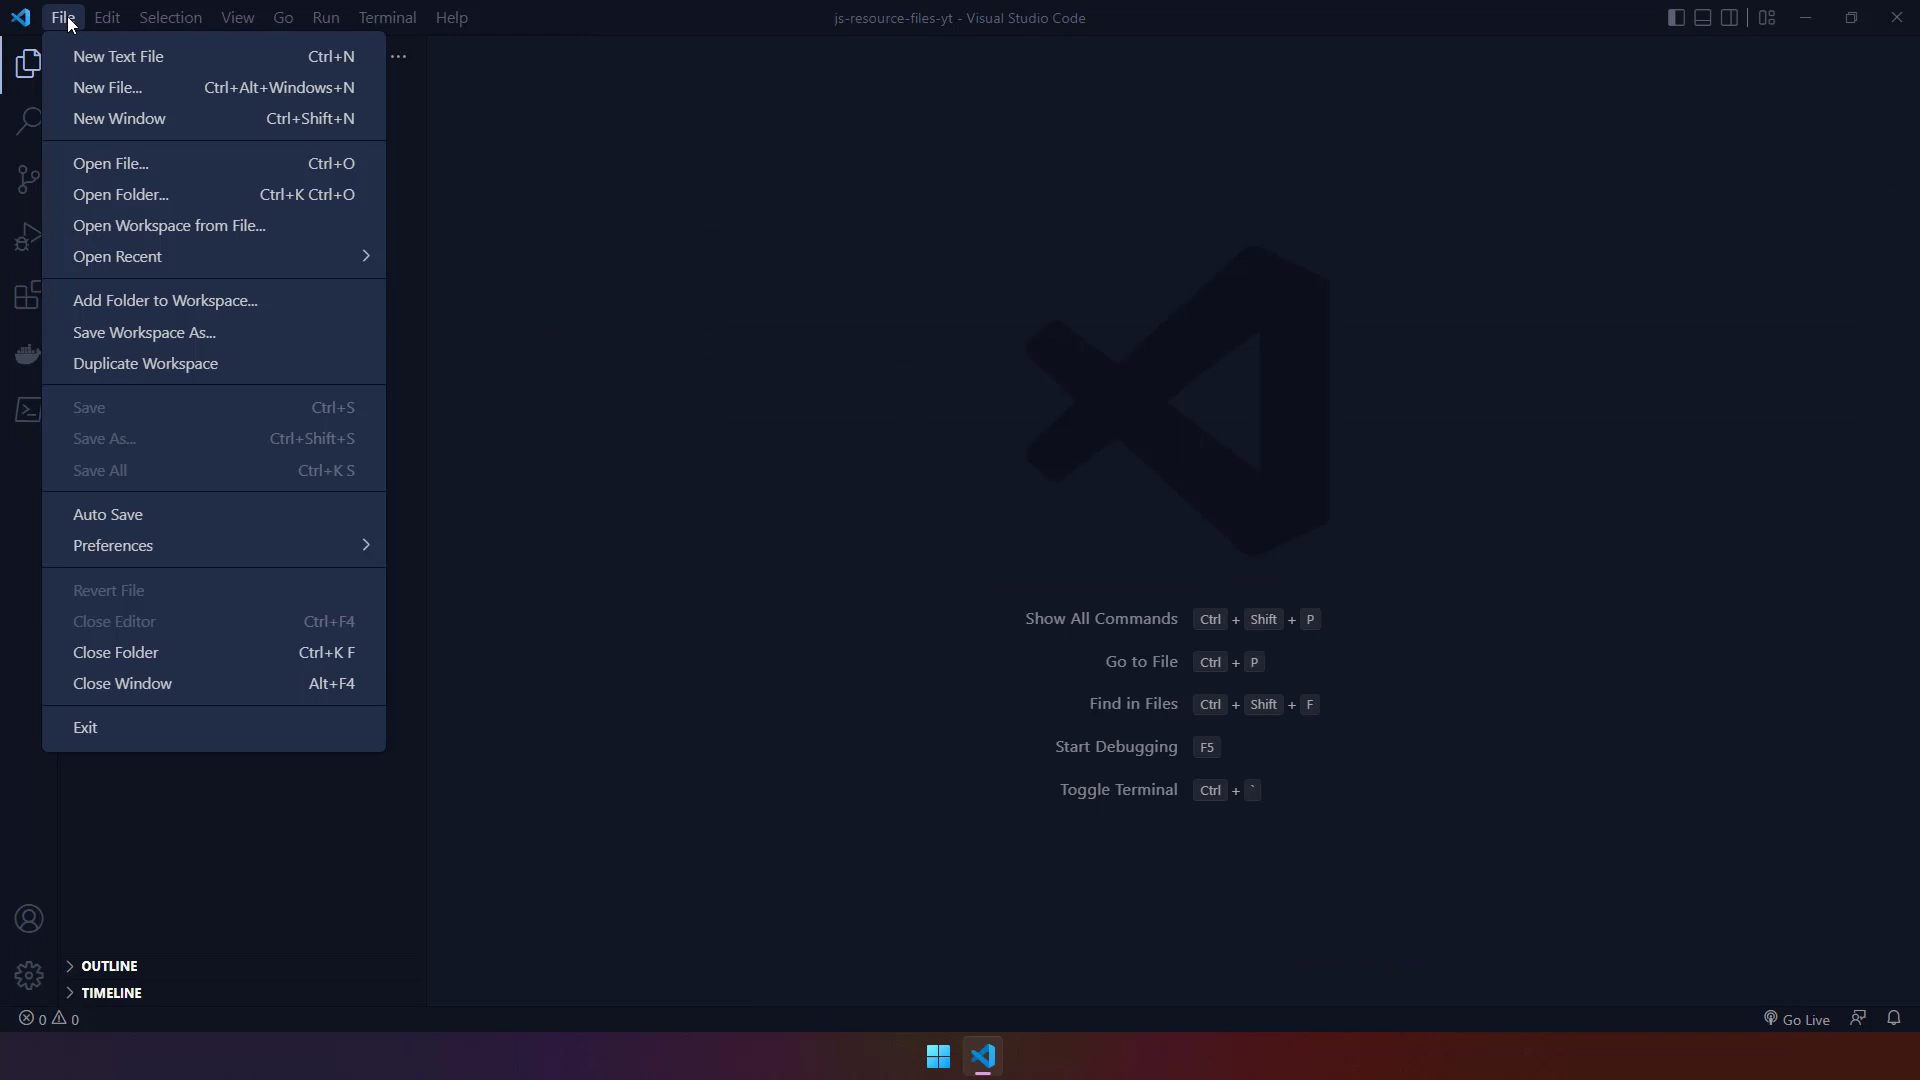 File Edit Selection View Go Run Terminal Help
js-resource-files-yt - Visual Studio Code
New Text File Ctrl+N
New File... Ctrl+Alt+Windows+N
New Window Ctrl+Shift+N
Open File... Ctrl+O
Open Folder... Ctrl+K Ctrl+O
Open Workspace from File...
Open Recent
Add Folder to Workspace...
Save Workspace As...
Duplicate Workspace
Save Ctrl+S
Save As... Ctrl+Shift+S
Save All Ctrl+K S
Auto Save
Preferences
Revert File
Close Editor Ctrl+F4
Close Folder Ctrl+K F
Close Window Alt+F4
Exit
Show All Commands Ctrl + Shift + P
Go to File Ctrl + P
Find in Files Ctrl + Shift + F
Start Debugging F5
Toggle Terminal Ctrl + `
OUTLINE
TIMELINE
0 0
Go Live